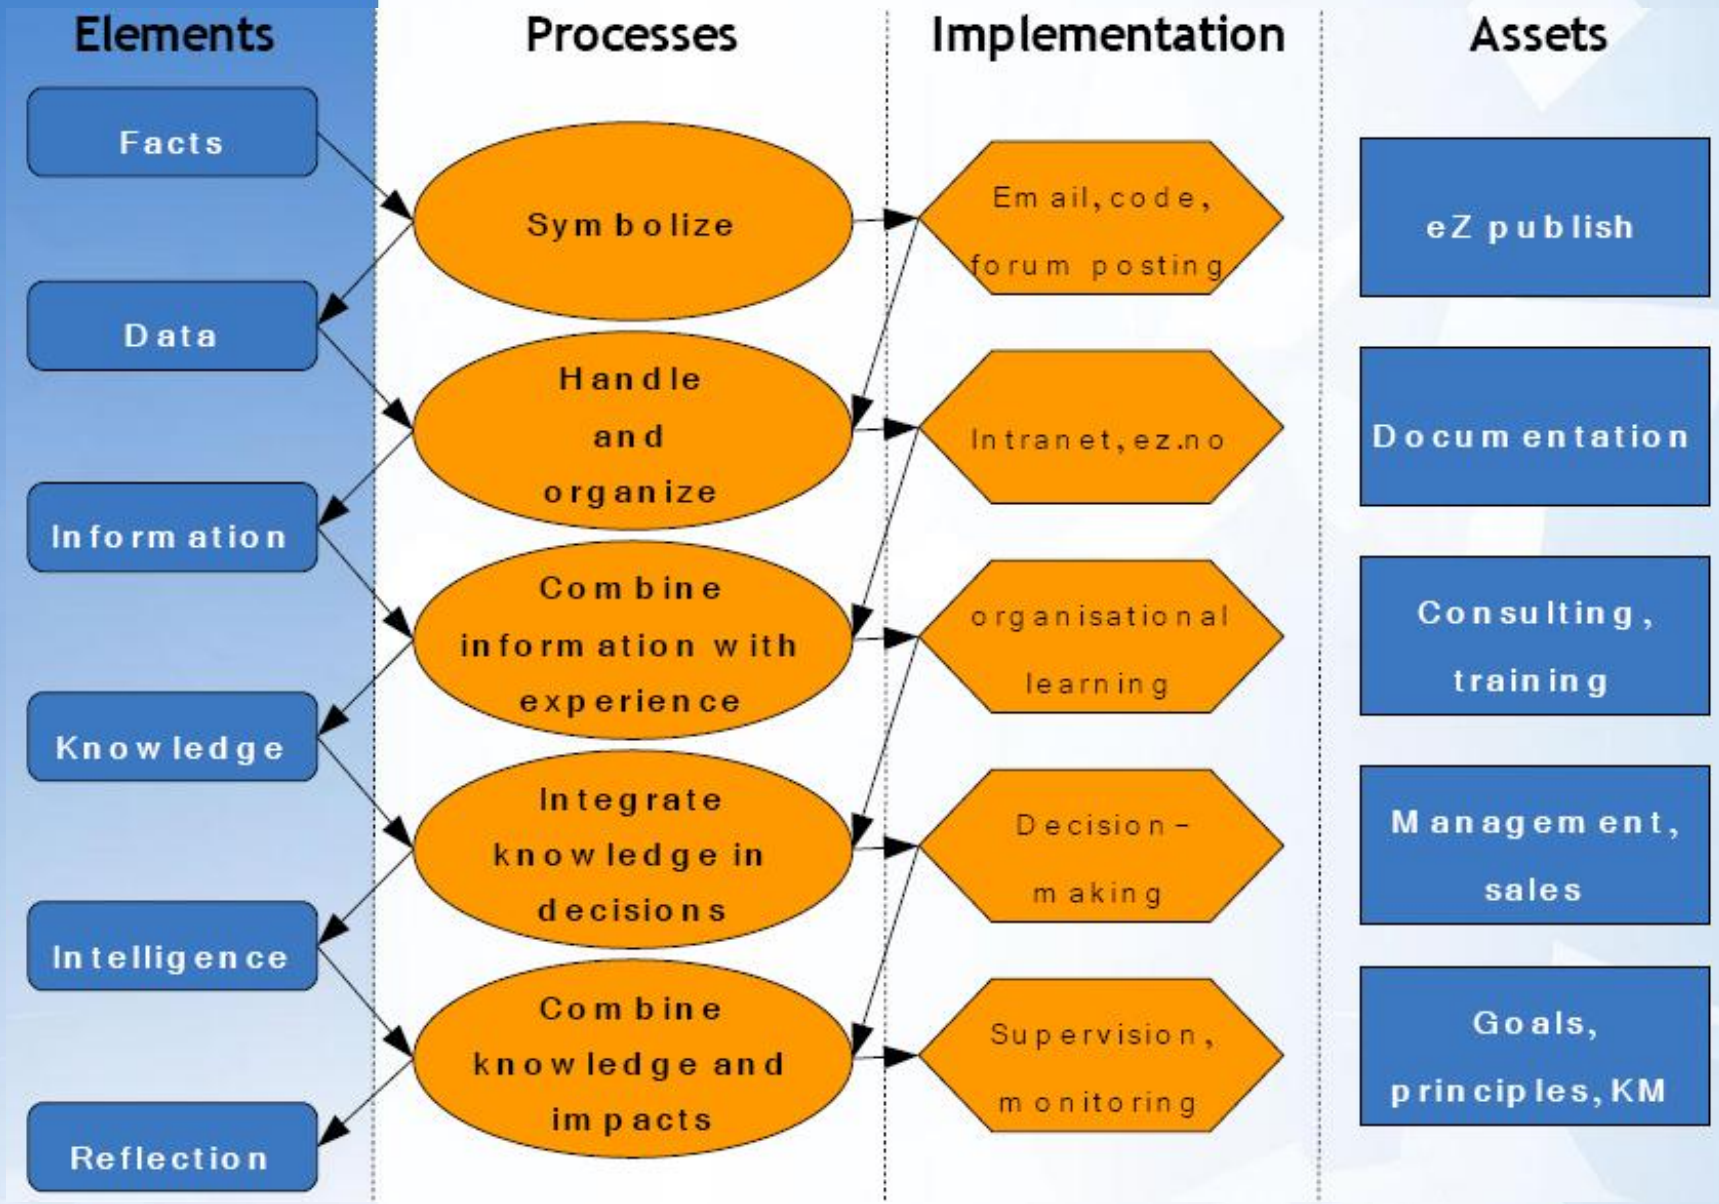 Elements
Processes
Implementation
Assets
Facts
Symbolize
Email, code,
forum posting
eZ publish
Data
Handle
and
organize
Intranet, ez.no
Documentation
Information
Combine
information with
experience
organisational
learning
Consulting,
training
Knowledge
Integrate
knowledge in
decisions
Decision-
making
Management,
sales
Intelligence
Combine
knowledge and
impacts
Supervision,
monitoring
Goals,
principles, KM
Reflection